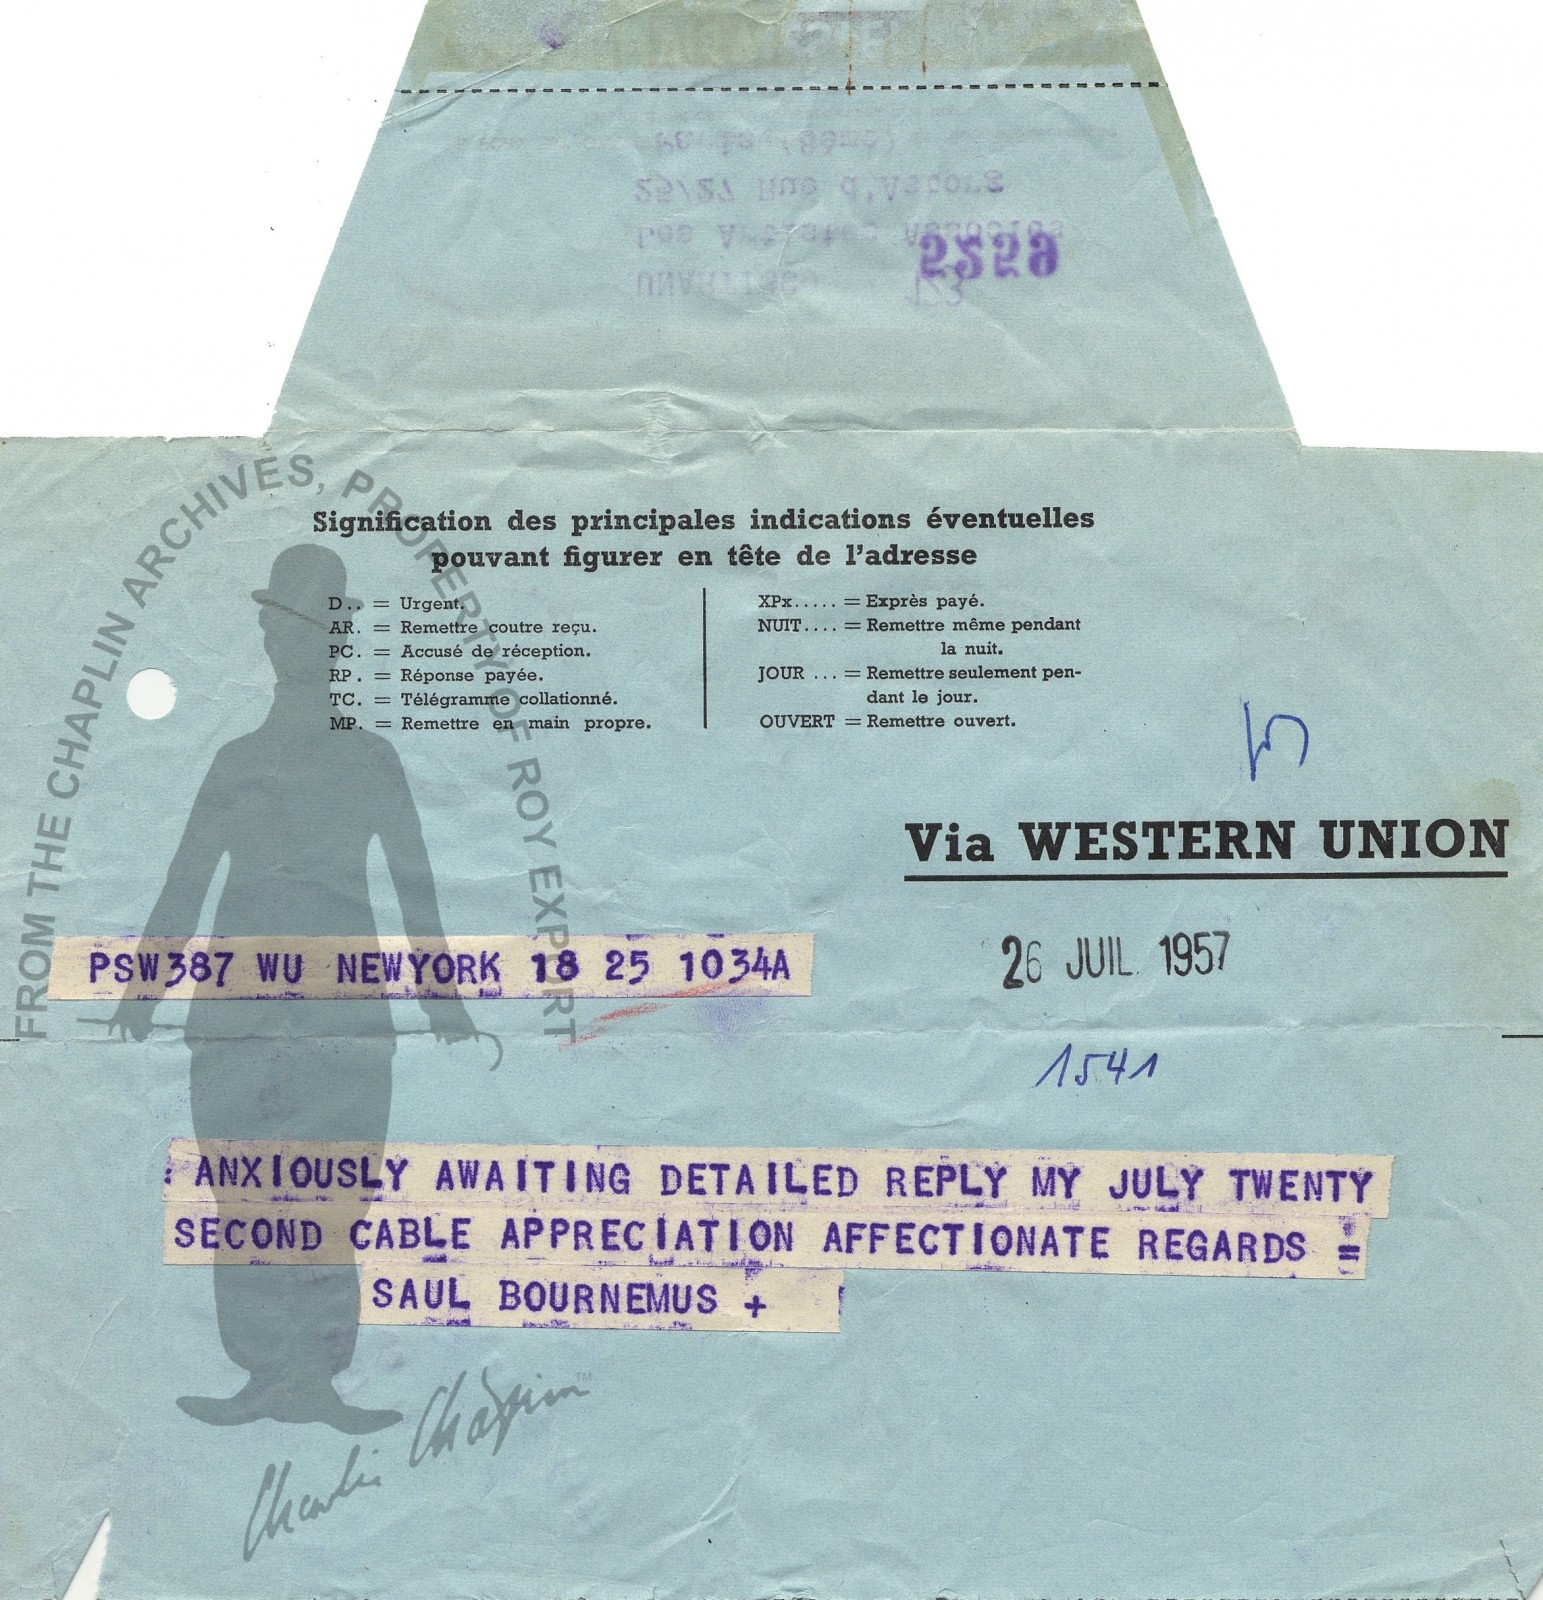 5259
Signification des principales indications éventuelles
pouvant figurer en tête de l'adresse
D.. = Urgent.
AR. = Remettre coutre reçu.
PC. = Accusé de réception.
RP. = Réponse payée.
TC. = Télégramme collationné.
MP. = Remettre en main propre.
XPx..... = Exprès payé.
NUIT.... = Remettre même pendant
la nuit.
JOUR ... = Remettre seulement pen-
dant le jour.
OUVERT = Remettre ouvert.
Via WESTERN UNION
PSW387 WU NEWYORK 18 25 1034A
26 JUIL. 1957
1541
: ANXIOUSLY AWAITING DETAILED REPLY MY JULY TWENTY
SECOND CABLE APPRECIATION AFFECTIONATE REGARDS =
SAUL BOURNEMUS +
FROM THE CHAPLIN ARCHIVES, PROPERTY OF ROY EXPORT
Charlie Chaplin™